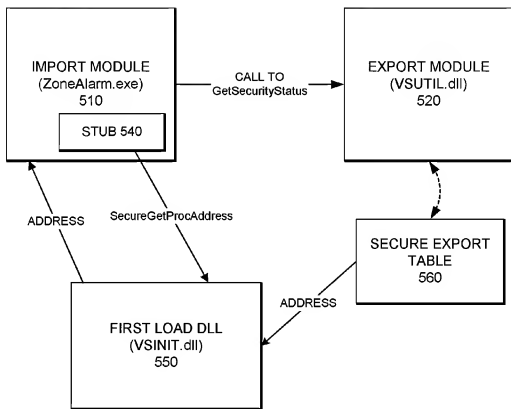 IMPORT MODULE
(ZoneAlarm.exe)
510
STUB 540
CALL TO
GetSecurityStatus
EXPORT MODULE
(VSUTIL.dll)
520
ADDRESS
SecureGetProcAddress
SECURE EXPORT
TABLE
560
ADDRESS
FIRST LOAD DLL
(VSINIT.dll)
550